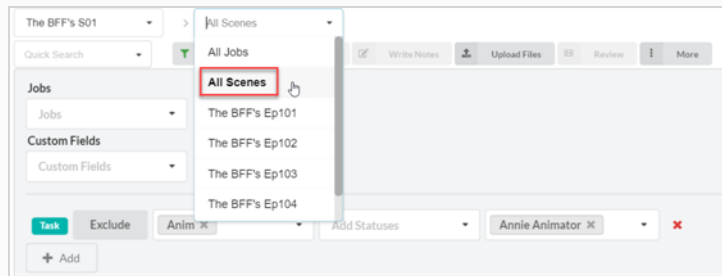 The BFF's S01 > All Scenes
Quick Search T Write Notes Upload Files Review More
All Jobs
All Scenes
Jobs
Jobs
The BFF's Ep101
Custom Fields
The BFF's Ep102
Custom Fields
The BFF's Ep103
The BFF's Ep104
Task Exclude Anim Add Statuses Annie Animator
+ Add